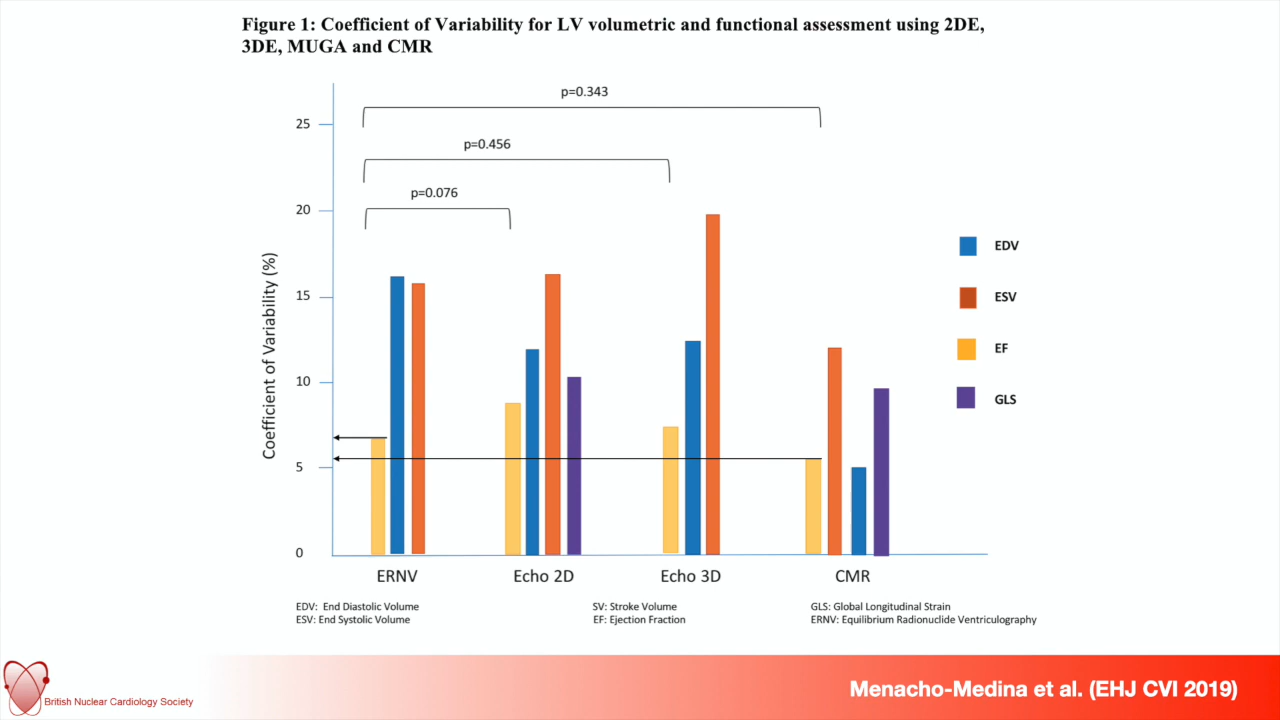 Figure 1: Coefficient of Variability for LV volumetric and functional assessment using 2DE,
3DE, MUGA and CMR
p=0.343
25
p=0.456
p=0.076
20
EDV
Coefficient of Variability (%)
15
ESV
EF
10
GLS
5
0
ERNV
Echo 2D
Echo 3D
CMR
EDV: End Diastolic Volume
ESV: End Systolic Volume
SV: Stroke Volume
EF: Ejection Fraction
GLS: Global Longitudinal Strain
ERNV: Equilibrium Radionuclide Ventriculography
British Nuclear Cardiology Society
Menacho-Medina et al. (EHJ CVI 2019)